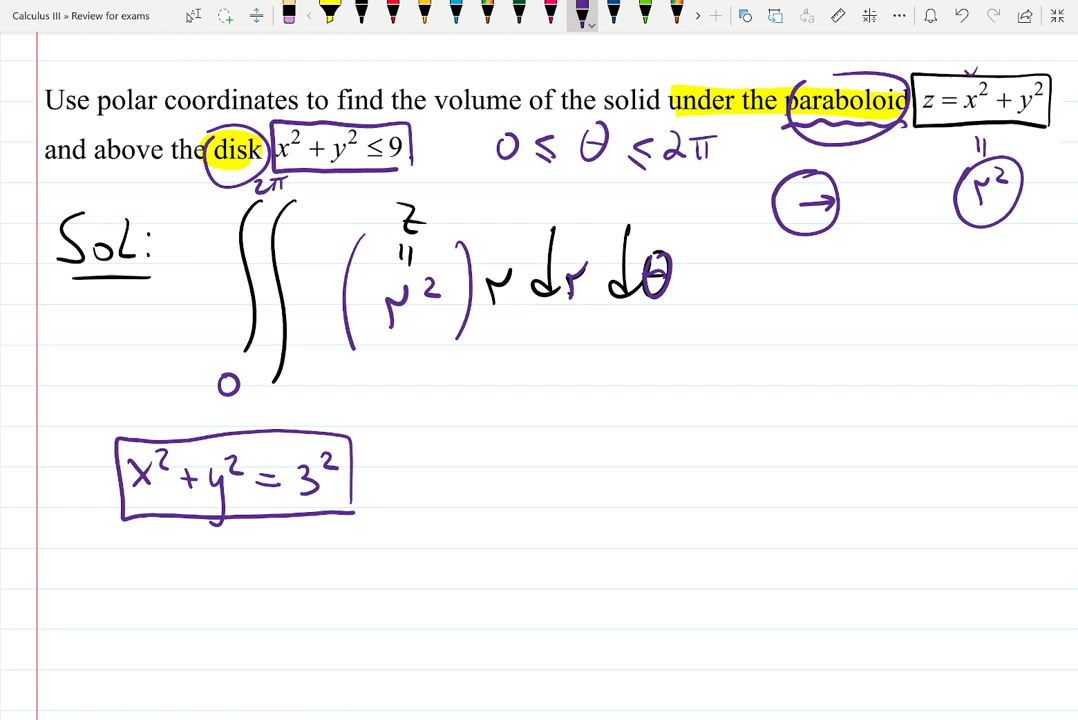 Calculus III » Review for exams
Use polar coordinates to find the volume of the solid under the paraboloid z = x² + y²
and above the disk x² + y² ≤ 9 0 ≤ θ ≤ 2π
= r²
Sol: ∫₀^2π ∫ (z = r²) r dr dθ
x² + y² = 3²